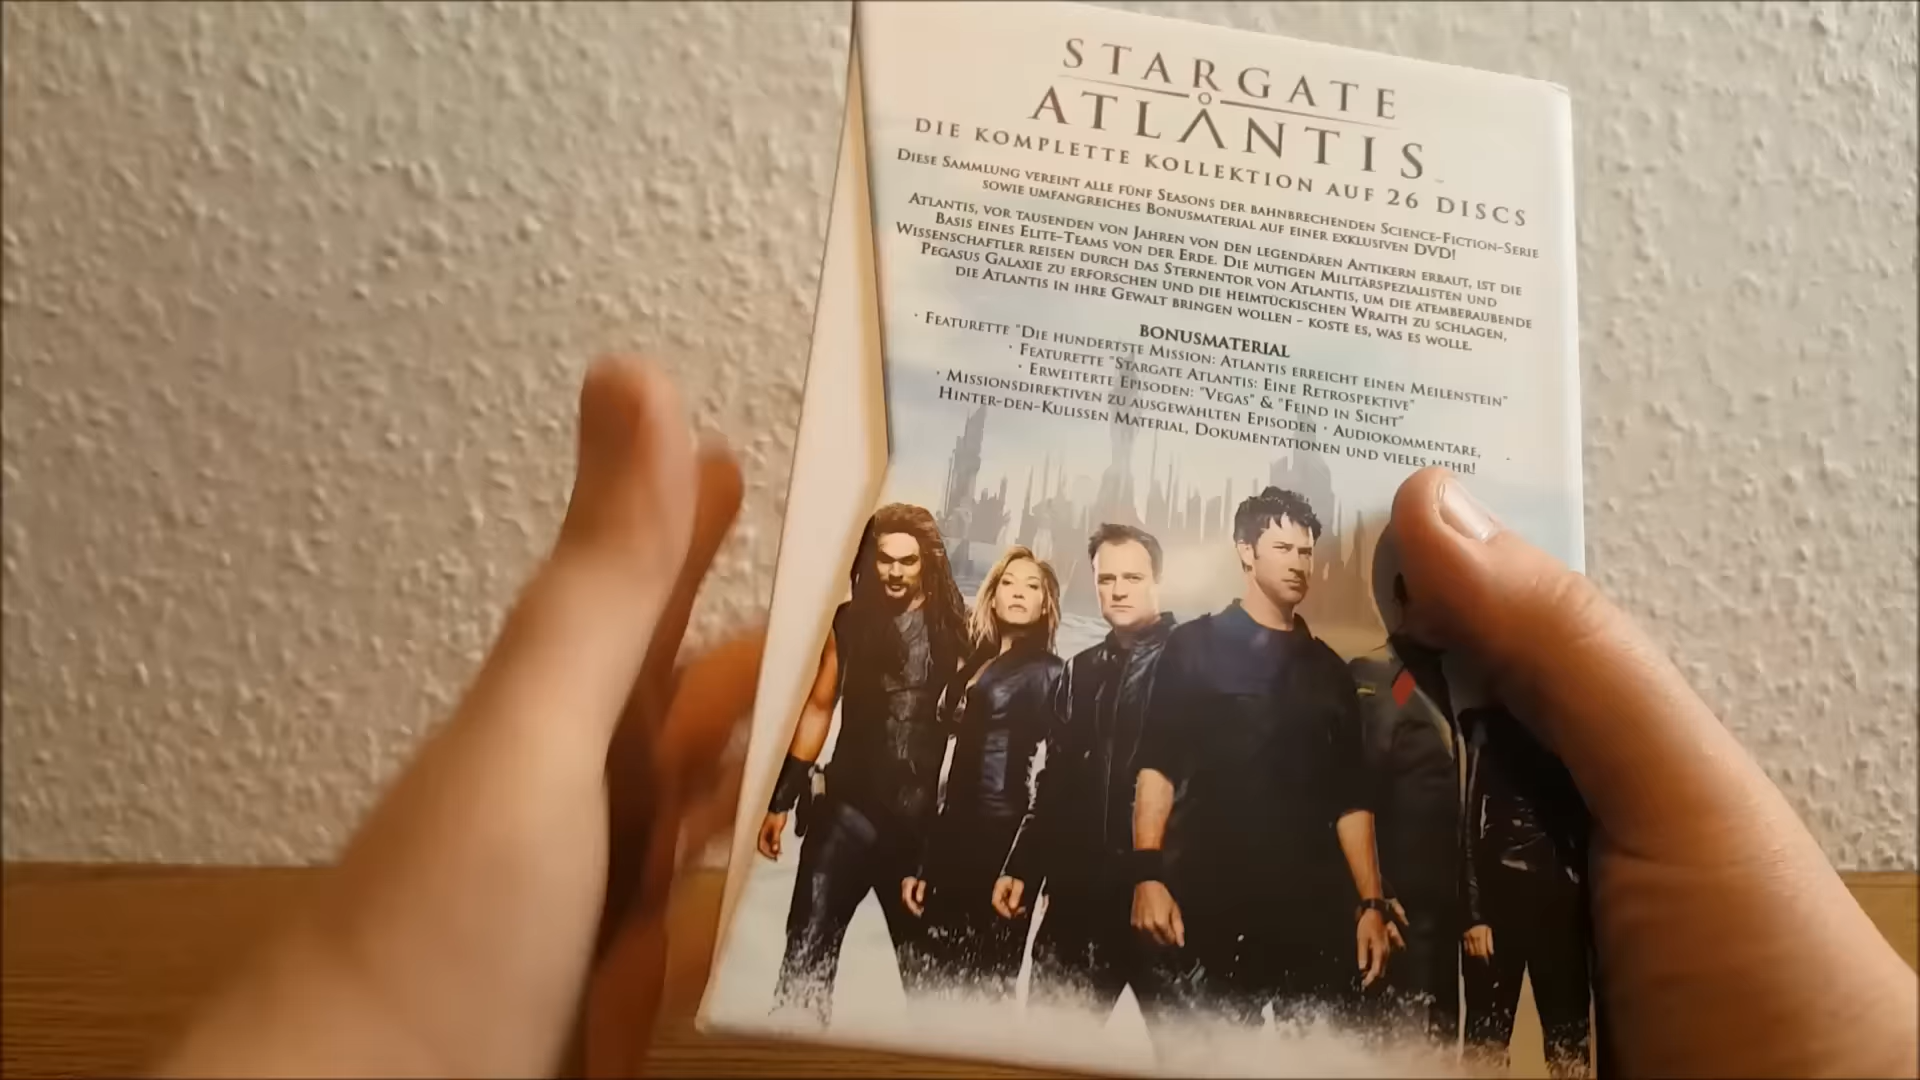 STARGATE
ATLANTIS
DIE KOMPLETTE KOLLEKTION AUF 26 DISCS
DIESE SAMMLUNG VEREINT ALLE FÜNF SEASONS DER BAHNBRECHENDEN SCIENCE-FICTION-SERIE
SOWIE UMFANGREICHES BONUSMATERIAL AUF EINER EXKLUSIVEN DVD!
ATLANTIS, VOR TAUSENDEN VON JAHREN VON DEN LEGENDÄREN ANTIKERN ERBAUT, IST DIE
BASIS EINES ELITE-TEAMS VON DER ERDE. DIE MUTIGEN MILITÄRSPEZIALISTEN UND
WISSENSCHAFTLER REISEN DURCH DAS STERNENTOR VON ATLANTIS, UM DIE ATEMBERAUBENDE
PEGASUS GALAXIE ZU ERFORSCHEN UND DIE HEIMTÜCKISCHEN WRAITH ZU SCHLAGEN,
DIE ATLANTIS IN IHRE GEWALT BRINGEN WOLLEN – KOSTE ES, WAS ES WOLLE.
BONUSMATERIAL
· FEATURETTE "DIE HUNDERTSTE MISSION: ATLANTIS ERREICHT EINEN MEILENSTEIN"
· FEATURETTE "STARGATE ATLANTIS: EINE RETROSPEKTIVE"
· ERWEITERTE EPISODEN: "VEGAS" & "FEIND IN SICHT"
· MISSIONSDIREKTIVEN ZU AUSGEWÄHLTEN EPISODEN · AUDIOKOMMENTARE,
HINTER-DEN-KULISSEN MATERIAL, DOKUMENTATIONEN UND VIELES MEHR!